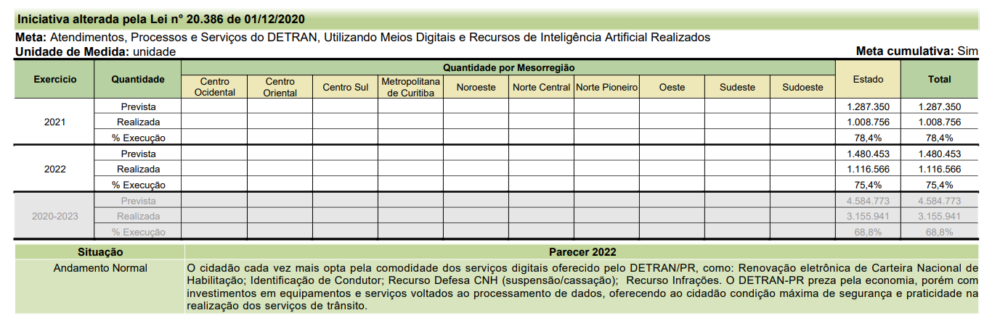 Iniciativa alterada pela Lei n° 20.386 de 01/12/2020
Meta: Atendimentos, Processos e Serviços do DETRAN, Utilizando Meios Digitais e Recursos de Inteligência Artificial Realizados
Unidade de Medida: unidade Meta cumulativa: Sim
Exercicio Quantidade Quantidade por Mesorregião Estado Total
Centro Ocidental Centro Oriental Centro Sul Metropolitana de Curitiba Noroeste Norte Central Norte Pioneiro Oeste Sudeste Sudoeste
2021 Prevista 1.287.350 1.287.350
Realizada 1.008.756 1.008.756
% Execução 78,4% 78,4%
2022 Prevista 1.480.453 1.480.453
Realizada 1.116.566 1.116.566
% Execução 75,4% 75,4%
2020-2023 Prevista 4.584.773 4.584.773
Realizada 3.155.941 3.155.941
% Execução 68,8% 68,8%
Situação Parecer 2022
Andamento Normal O cidadão cada vez mais opta pela comodidade dos serviços digitais oferecido pelo DETRAN/PR, como: Renovação eletrônica de Carteira Nacional de
Habilitação; Identificação de Condutor; Recurso Defesa CNH (suspensão/cassação); Recurso Infrações. O DETRAN-PR preza pela economia, porém com
investimentos em equipamentos e serviços voltados ao processamento de dados, oferecendo ao cidadão condição máxima de segurança e praticidade na
realização dos serviços de trânsito.